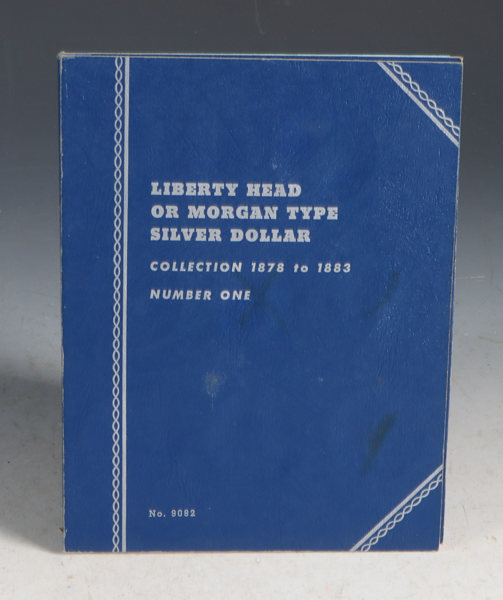 LIBERTY HEAD
OR MORGAN TYPE
SILVER DOLLAR
COLLECTION 1878 to 1883
NUMBER ONE
No. 9082